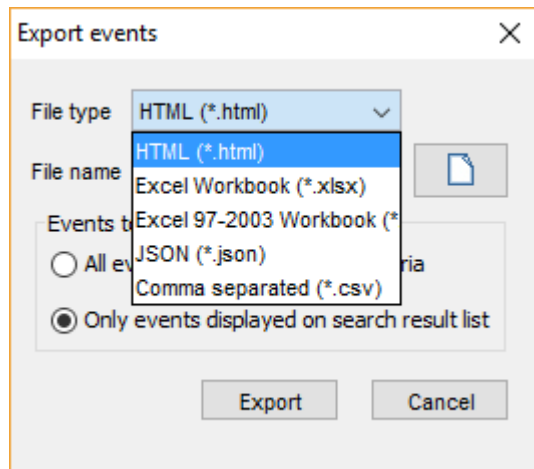 Export events
File type HTML (*.html)
HTML (*.html)
File name
Excel Workbook (*.xlsx)
Excel 97-2003 Workbook (*
Events
JSON (*.json)
All ria
Comma separated (*.csv)
Only events displayed on search result list
Export Cancel